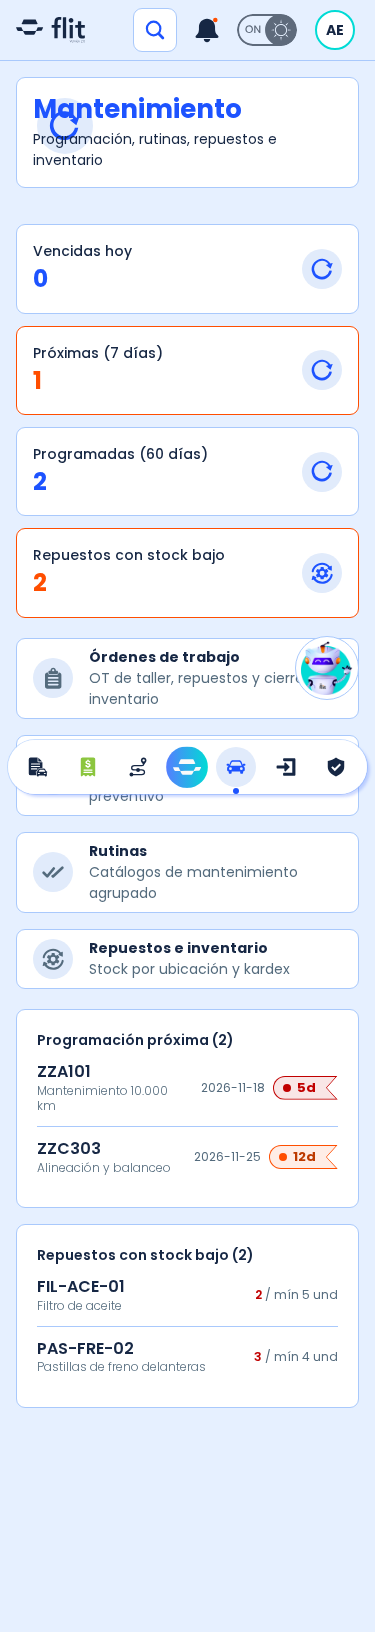 flit
ON
AE
Mantenimiento
Programación, rutinas, repuestos e
inventario
Vencidas hoy
0
Próximas (7 días)
1
Programadas (60 días)
2
Repuestos con stock bajo
2
Órdenes de trabajo
OT de taller, repuestos y cierre
inventario
preventivo
Rutinas
Catálogos de mantenimiento
agrupado
Repuestos e inventario
Stock por ubicación y kardex
Programación próxima (2)
ZZA101
Mantenimiento 10.000
km
2026-11-18
5d
ZZC303
Alineación y balanceo
2026-11-25
12d
Repuestos con stock bajo (2)
FIL-ACE-01
Filtro de aceite
2 / mín 5 und
PAS-FRE-02
Pastillas de freno delanteras
3 / mín 4 und